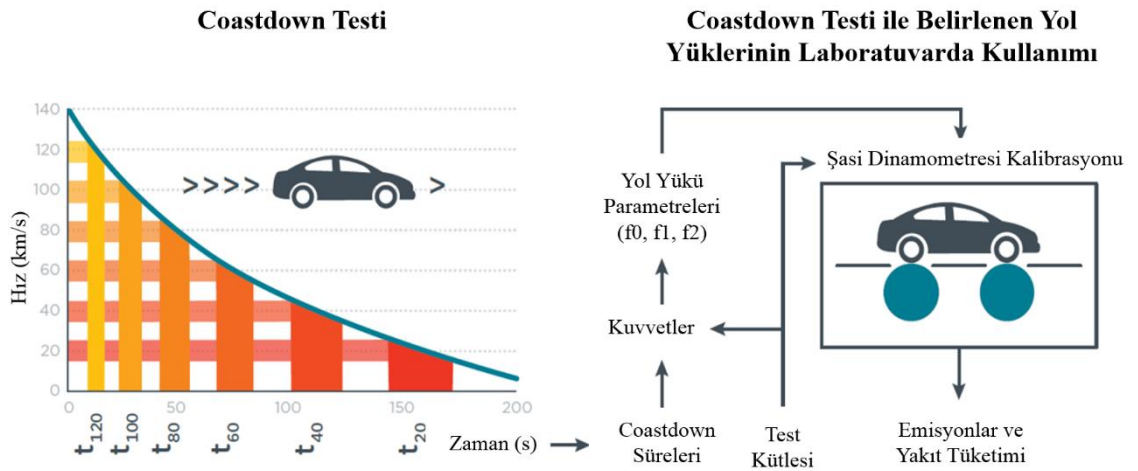 Coastdown Testi
Hız (km/s)
140
120
100
80
60
40
20
0
>>>> >
0 50 100 150 200
t120 t100 t80 t60 t40 t20
Zaman (s)
Coastdown Testi ile Belirlenen Yol
Yüklerinin Laboratuvarda Kullanımı
Şasi Dinamometresi Kalibrasyonu
Yol Yükü
Parametreleri
(f0, f1, f2)
Kuvvetler
Coastdown
Süreleri
Test
Kütlesi
Emisyonlar ve
Yakıt Tüketimi